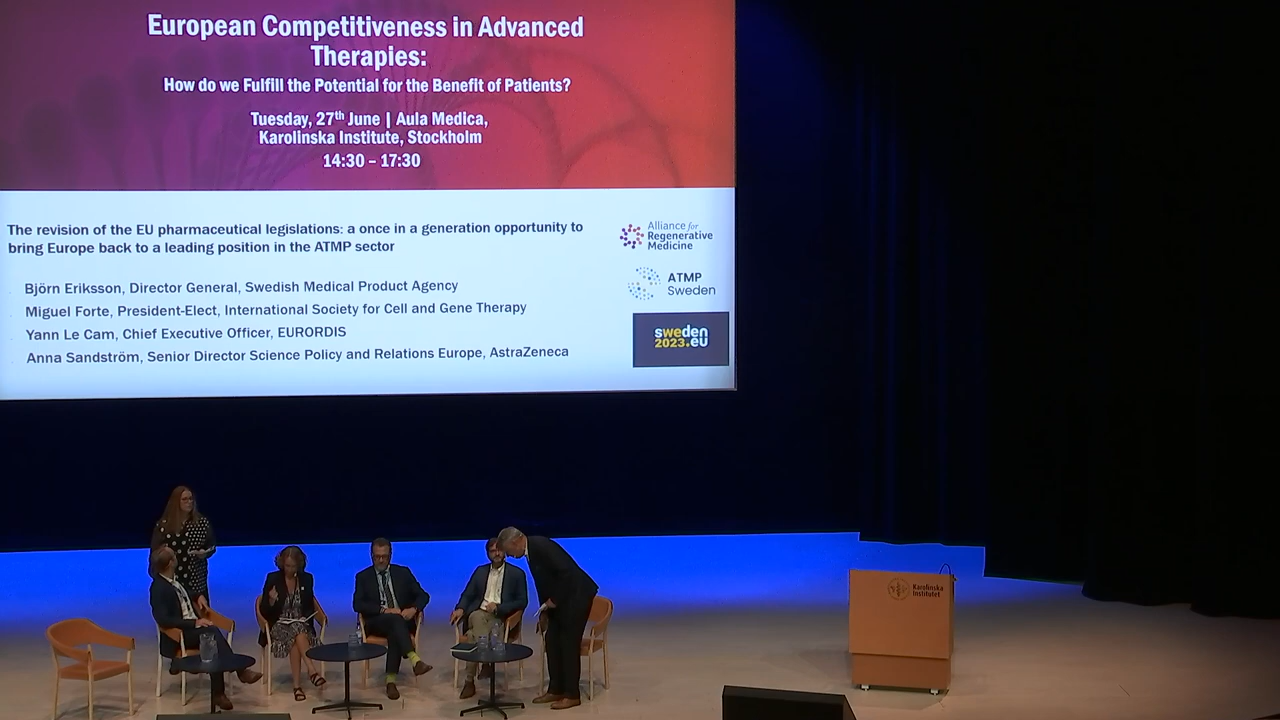 European Competitiveness in Advanced
Therapies:
How do we Fulfill the Potential for the Benefit of Patients?
Tuesday, 27th June | Aula Medica,
Karolinska Institute, Stockholm
14:30 – 17:30
The revision of the EU pharmaceutical legislations: a once in a generation opportunity to
bring Europe back to a leading position in the ATMP sector
Björn Eriksson, Director General, Swedish Medical Product Agency
Miguel Forte, President-Elect, International Society for Cell and Gene Therapy
Yann Le Cam, Chief Executive Officer, EURORDIS
Anna Sandström, Senior Director Science Policy and Relations Europe, AstraZeneca
Alliance for
Regenerative
Medicine
ATMP
Sweden
sweden
2023.eu
Karolinska
Institutet